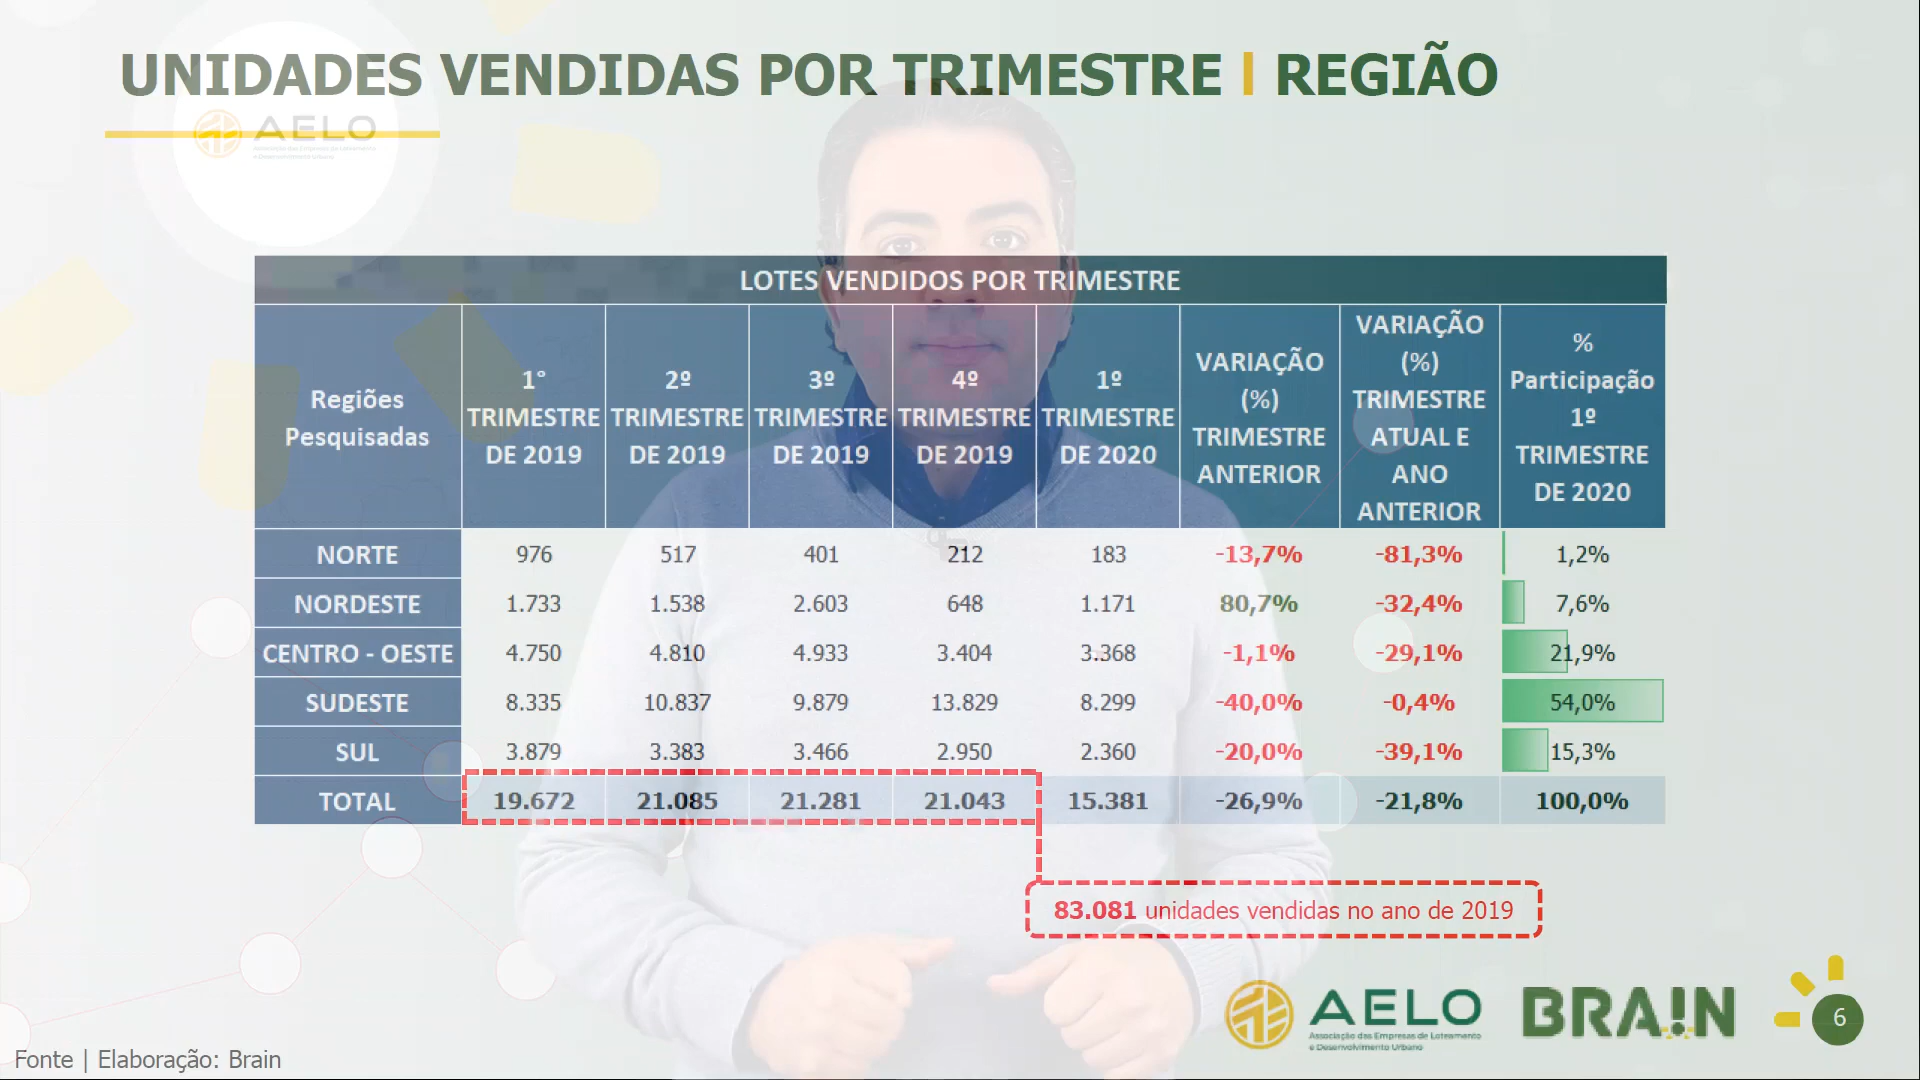 UNIDADES VENDIDAS POR TRIMESTRE | REGIÃO
AELO
Associação das Empresas de Loteamento
e Desenvolvimento Urbano
LOTES VENDIDOS POR TRIMESTRE
Regiões Pesquisadas 1° TRIMESTRE DE 2019 2º TRIMESTRE DE 2019 3º TRIMESTRE DE 2019 4º TRIMESTRE DE 2019 1º TRIMESTRE DE 2020 VARIAÇÃO (%) TRIMESTRE ANTERIOR VARIAÇÃO (%) TRIMESTRE ATUAL E ANO ANTERIOR % Participação 1º TRIMESTRE DE 2020
NORTE 976 517 401 212 183 -13,7% -81,3% 1,2%
NORDESTE 1.733 1.538 2.603 648 1.171 80,7% -32,4% 7,6%
CENTRO - OESTE 4.750 4.810 4.933 3.404 3.368 -1,1% -29,1% 21,9%
SUDESTE 8.335 10.837 9.879 13.829 8.299 -40,0% -0,4% 54,0%
SUL 3.879 3.383 3.466 2.950 2.360 -20,0% -39,1% 15,3%
TOTAL 19.672 21.085 21.281 21.043 15.381 -26,9% -21,8% 100,0%
83.081 unidades vendidas no ano de 2019
AELO
Associação das Empresas de Loteamento
e Desenvolvimento Urbano
BRA!N
6
Fonte | Elaboração: Brain